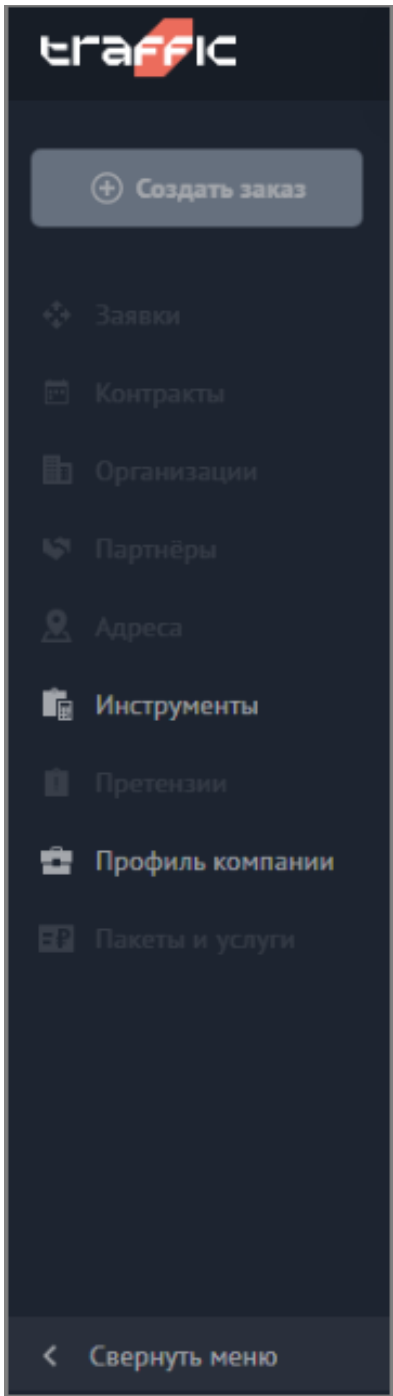 traffic
Создать заказ
Заявки
Контракты
Организации
Партнёры
Адреса
Инструменты
Претензии
Профиль компании
Пакеты и услуги
Свернуть меню